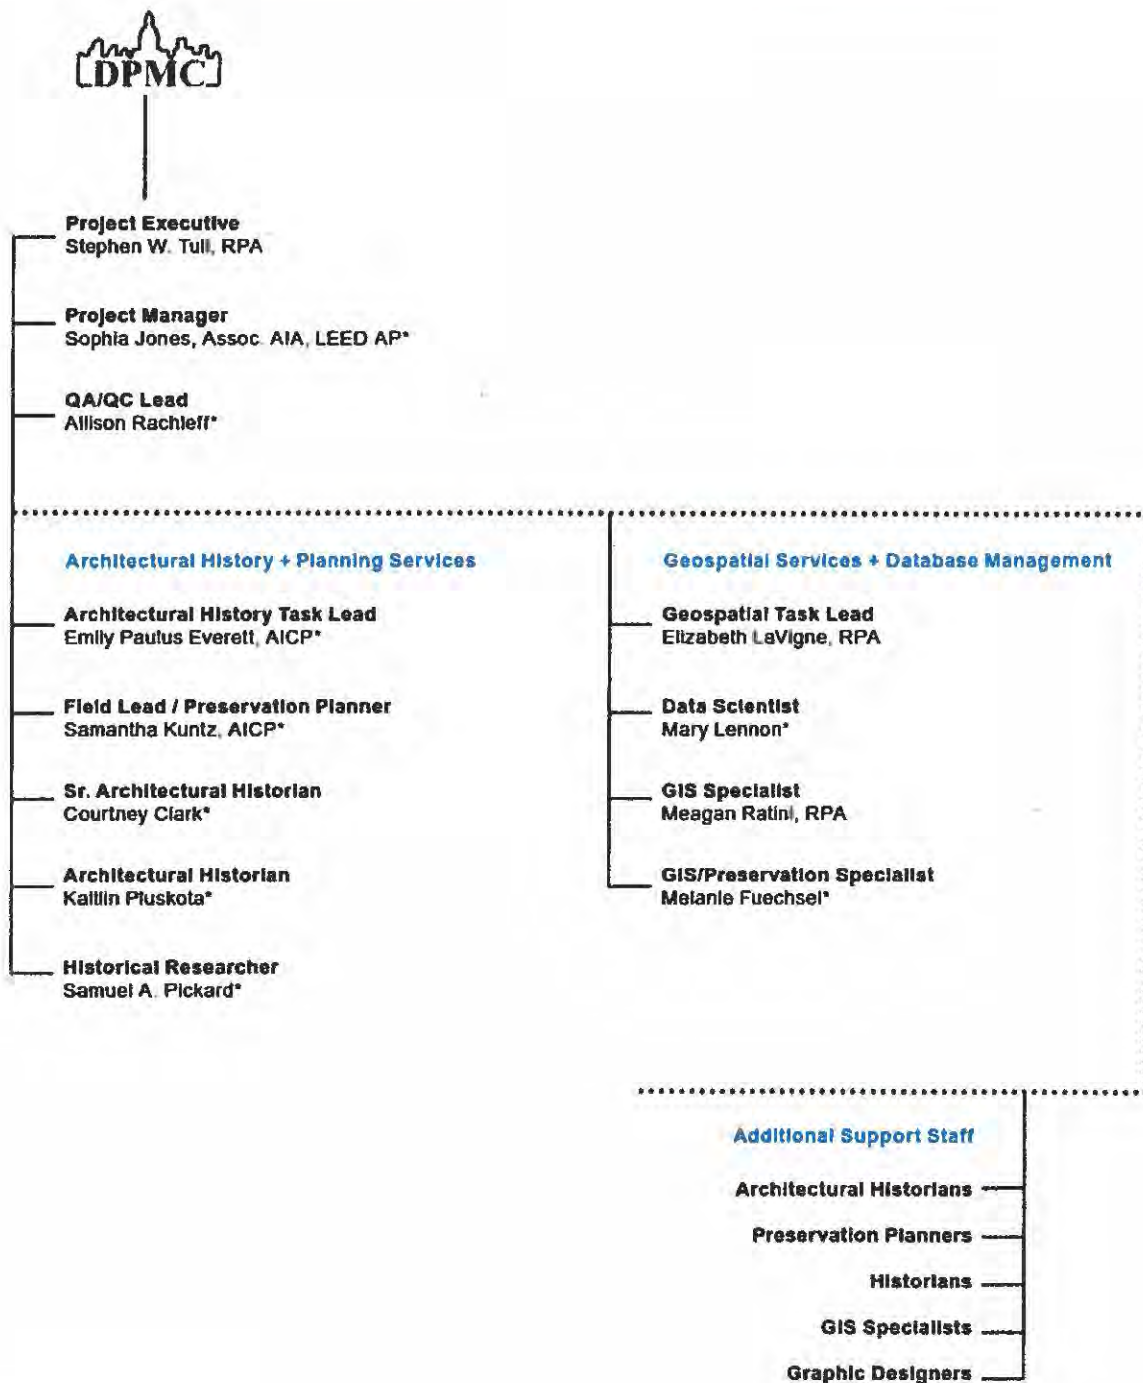 DPMC
Project Executive
Stephen W. Tull, RPA
Project Manager
Sophia Jones, Assoc. AIA, LEED AP*
QA/QC Lead
Allison Rachleff*
Architectural History + Planning Services
Architectural History Task Lead
Emily Paulus Everett, AICP*
Field Lead / Preservation Planner
Samantha Kuntz, AICP*
Sr. Architectural Historian
Courtney Clark*
Architectural Historian
Kaitlin Pluskota*
Historical Researcher
Samuel A. Pickard*
Geospatial Services + Database Management
Geospatial Task Lead
Elizabeth LaVigne, RPA
Data Scientist
Mary Lennon*
GIS Specialist
Meagan Ratini, RPA
GIS/Preservation Specialist
Melanie Fuechsel*
Additional Support Staff
Architectural Historians
Preservation Planners
Historians
GIS Specialists
Graphic Designers